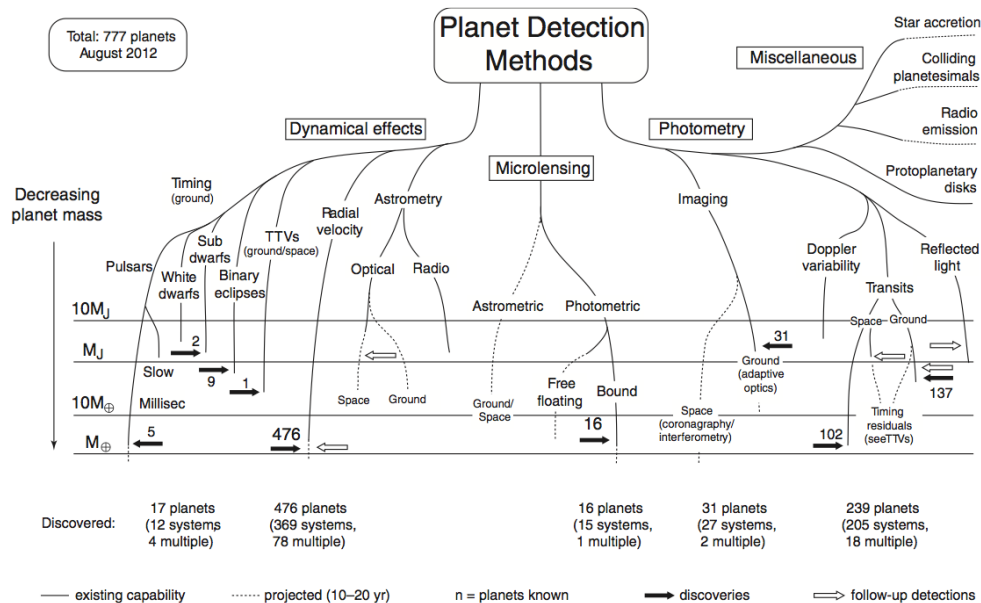 Total: 777 planets
August 2012
Planet Detection
Methods
Dynamical effects
Microlensing
Photometry
Miscellaneous
Star accretion
Colliding
planetesimals
Radio
emission
Protoplanetary
disks
Decreasing
planet mass
Timing
(ground)
Pulsars
White
dwarfs
Sub
dwarfs
Binary
eclipses
TTVs
(ground/space)
Radial
velocity
Astrometry
Optical
Radio
Astrometric
Photometric
Imaging
Doppler
variability
Transits
Reflected
light
Space
Ground
10M_J
M_J
10M⊕
M⊕
Slow
Millisec
2
9
1
5
476
Space
Ground
Ground/
Space
Free
floating
Bound
16
31
Ground
(adaptive
optics)
Space
(coronagraphy/
interferometry)
Timing
residuals
(seeTTVs)
102
137
Discovered:
17 planets
(12 systems,
4 multiple)
476 planets
(369 systems,
78 multiple)
16 planets
(15 systems,
1 multiple)
31 planets
(27 systems,
2 multiple)
239 planets
(205 systems,
18 multiple)
existing capability
projected (10–20 yr)
n = planets known
discoveries
follow-up detections